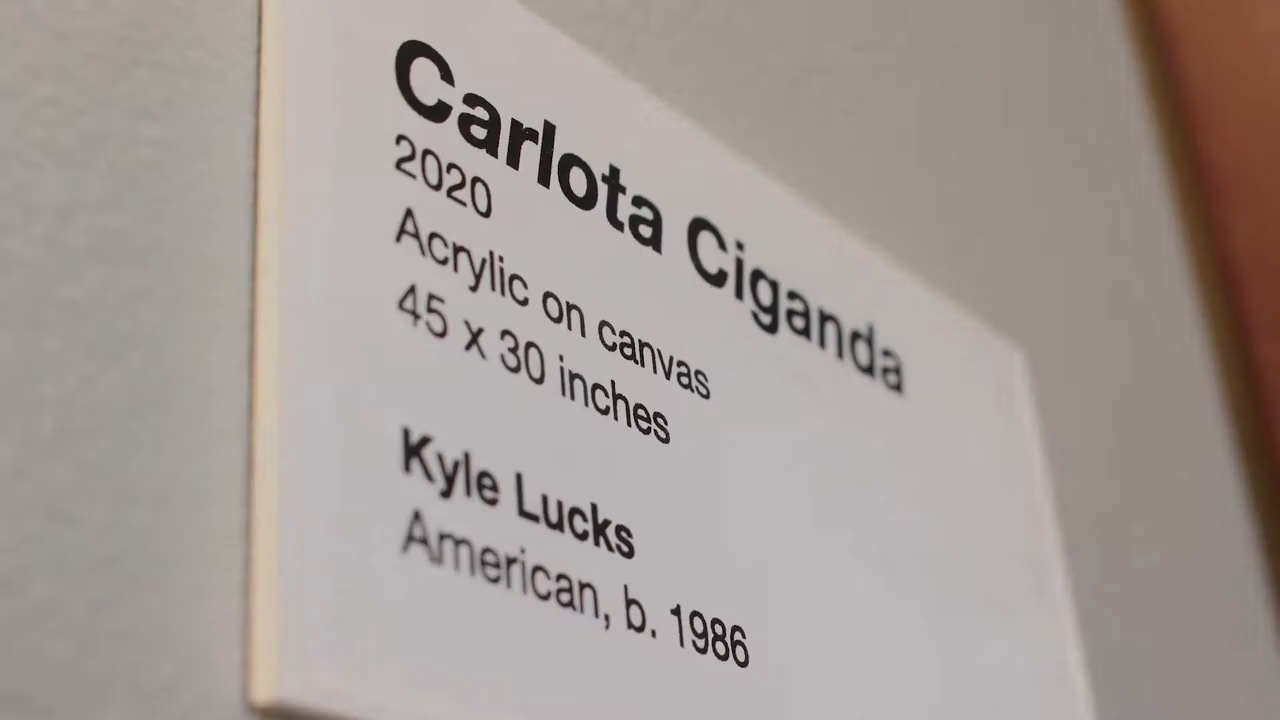 Carlota Ciganda
2020
Acrylic on canvas
45 x 30 inches
Kyle Lucks
American, b. 1986